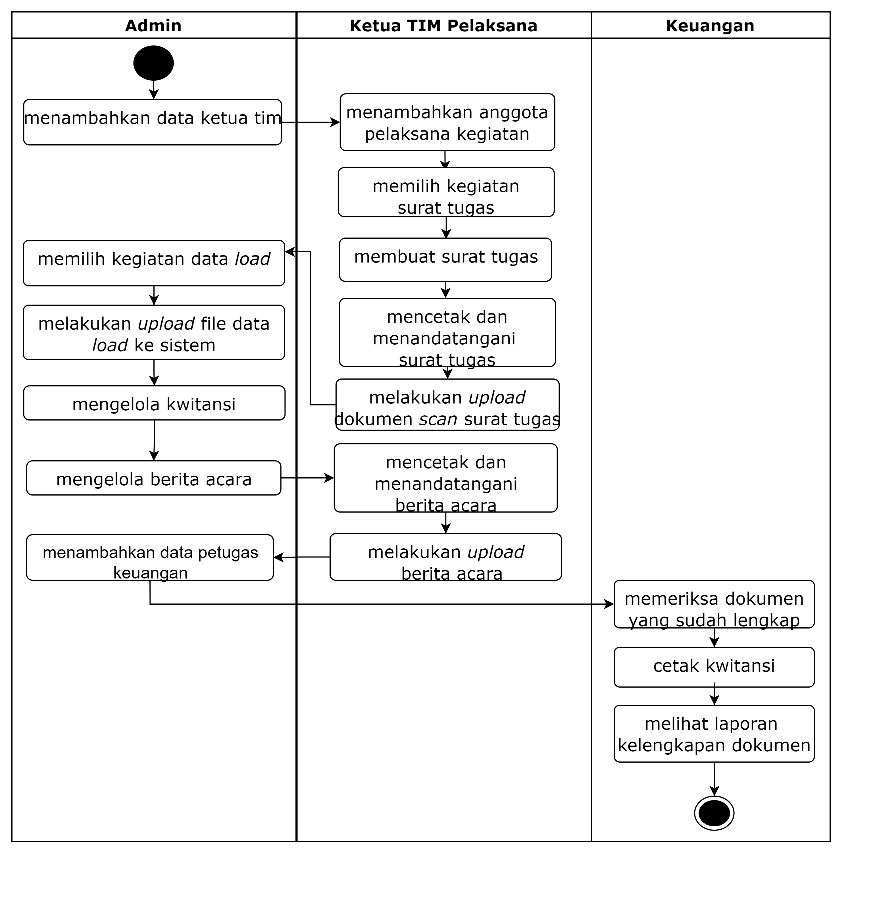 Admin
Ketua TIM Pelaksana
Keuangan
menambahkan data ketua tim
menambahkan anggota
pelaksana kegiatan
memilih kegiatan
surat tugas
membuat surat tugas
mencetak dan
menandatangani
surat tugas
melakukan upload
dokumen scan surat tugas
memilih kegiatan data load
melakukan upload file data
load ke sistem
mengelola kwitansi
mengelola berita acara
mencetak dan
menandatangani
berita acara
melakukan upload
berita acara
menambahkan data petugas
keuangan
memeriksa dokumen
yang sudah lengkap
cetak kwitansi
melihat laporan
kelengkapan dokumen